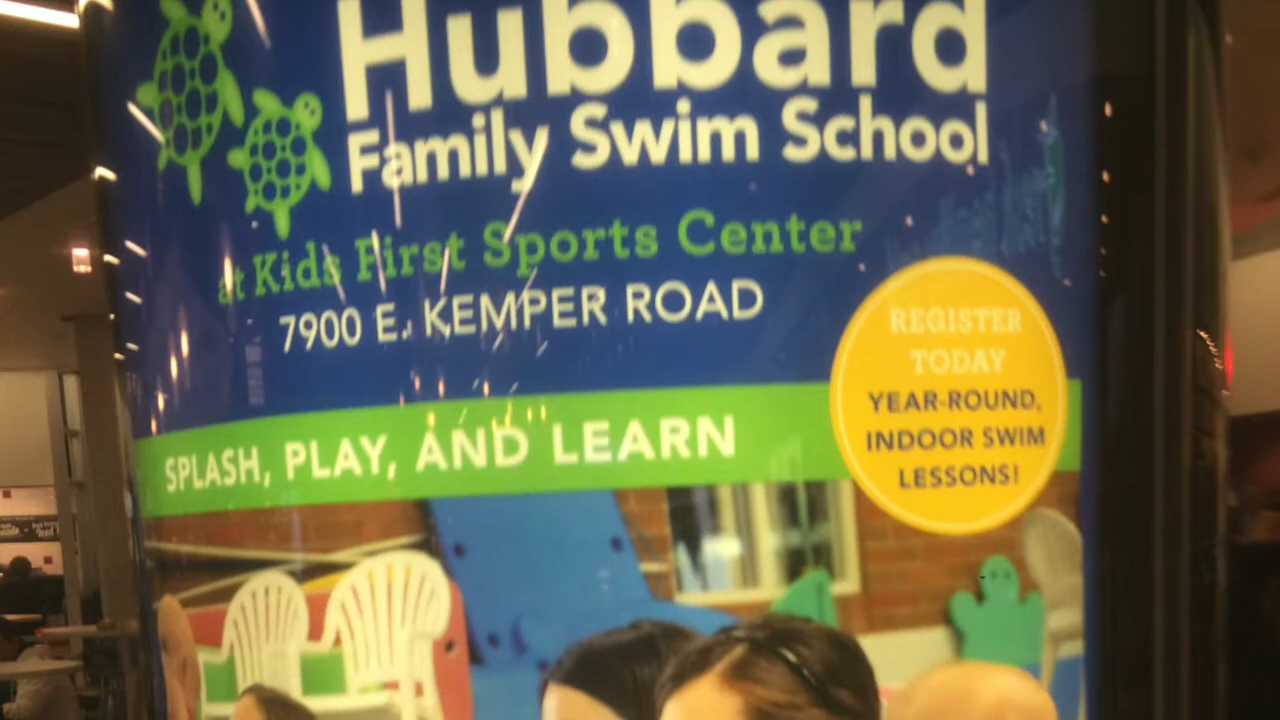 Hubbard
Family Swim School
at Kids First Sports Center
7900 E. KEMPER ROAD
REGISTER
TODAY
YEAR-ROUND,
INDOOR SWIM
LESSONS!
SPLASH, PLAY, AND LEARN